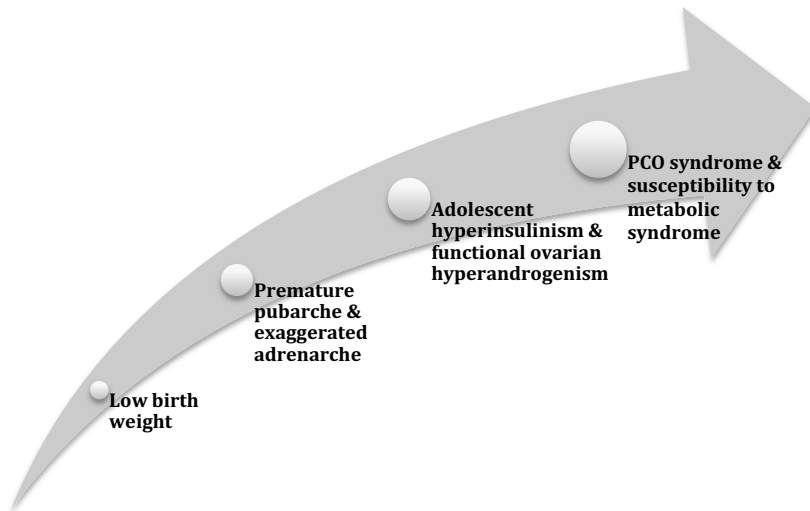 Low birth
weight
Premature
pubarche &
exaggerated
adrenarche
Adolescent
hyperinsulinism &
functional ovarian
hyperandrogenism
PCO syndrome &
susceptibility to
metabolic
syndrome